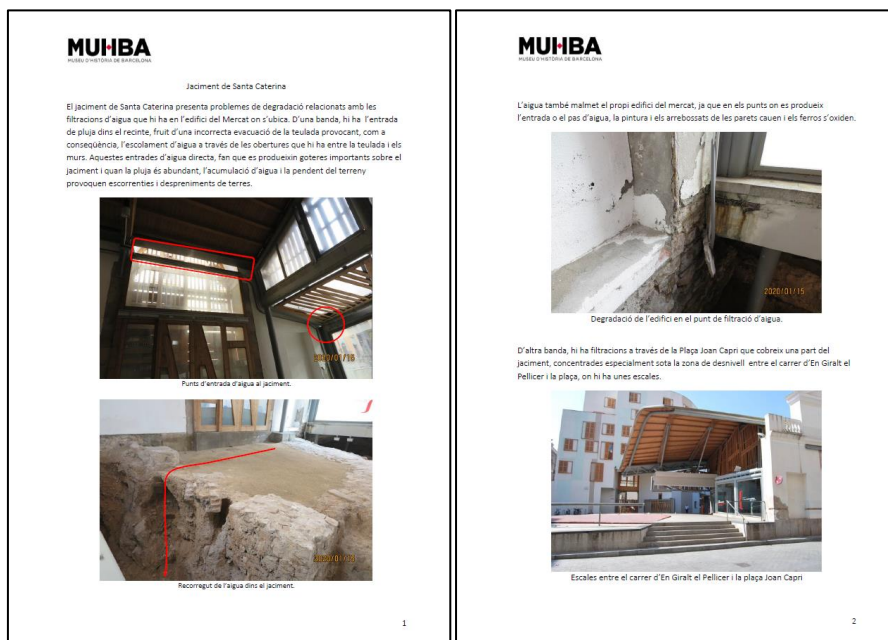 MUHBA
MUSEU D'HISTÒRIA DE BARCELONA
Jaciment de Santa Caterina
El jaciment de Santa Caterina presenta problemes de degradació relacionats amb les
filtracions d'aigua que hi ha en l'edifici del Mercat on s'ubica. D'una banda, hi ha l'entrada
de pluja dins el recinte, fruit d'una incorrecta evacuació de la teulada provocant, com a
conseqüència, l'escolament d'aigua a través de les obertures que hi ha entre la teulada i els
murs. Aquestes entrades d'aigua directa, fan que es produeixin goteres importants sobre el
jaciment i quan la pluja és abundant, l'acumulació d'aigua i la pendent del terreny
provoquen escorrenties i despreniments de terres.
Punts d'entrada d'aigua al jaciment.
Recorregut de l'aigua dins el jaciment.
1
MUHBA
MUSEU D'HISTÒRIA DE BARCELONA
L'aigua també malmet el propi edifici del mercat, ja que en els punts on es produeix
l'entrada o el pas d'aigua, la pintura i els arrebossats de les parets cauen i els ferros s'oxiden.
2020/01/15
Degradació de l'edifici en el punt de filtració d'aigua.
D'altra banda, hi ha filtracions a través de la Plaça Joan Capri que cobreix una part del
jaciment, concentrades especialment sota la zona de desnivell entre el carrer d'En Giralt el
Pellicer i la plaça, on hi ha unes escales.
Escales entre el carrer d'En Giralt el Pellicer i la plaça Joan Capri
2